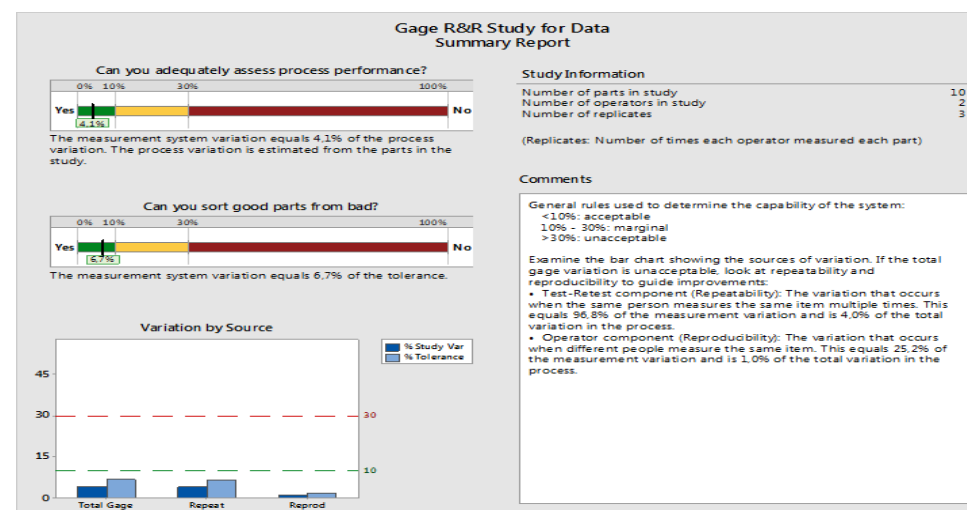 Gage R&R Study for Data
Summary Report
Can you adequately assess process performance?
0% 10% 30% 100%
Yes No
4,1%
The measurement system variation equals 4,1% of the process
variation. The process variation is estimated from the parts in the
study.
Can you sort good parts from bad?
0% 10% 30% 100%
Yes No
6,7%
The measurement system variation equals 6,7% of the tolerance.
Variation by Source
% Study Var
% Tolerance
45
30 30
15
10
0
Total Gage Repeat Reprod
Study Information
Number of parts in study 10
Number of operators in study 2
Number of replicates 3
(Replicates: Number of times each operator measured each part)
Comments
General rules used to determine the capability of the system:
<10%: acceptable
10% - 30%: marginal
>30%: unacceptable
Examine the bar chart showing the sources of variation. If the total
gage variation is unacceptable, look at repeatability and
reproducibility to guide improvements:
• Test-Retest component (Repeatability): The variation that occurs
when the same person measures the same item multiple times. This
equals 96,8% of the measurement variation and is 4,0% of the total
variation in the process.
• Operator component (Reproducibility): The variation that occurs
when different people measure the same item. This equals 25,2% of
the measurement variation and is 1,0% of the total variation in the
process.